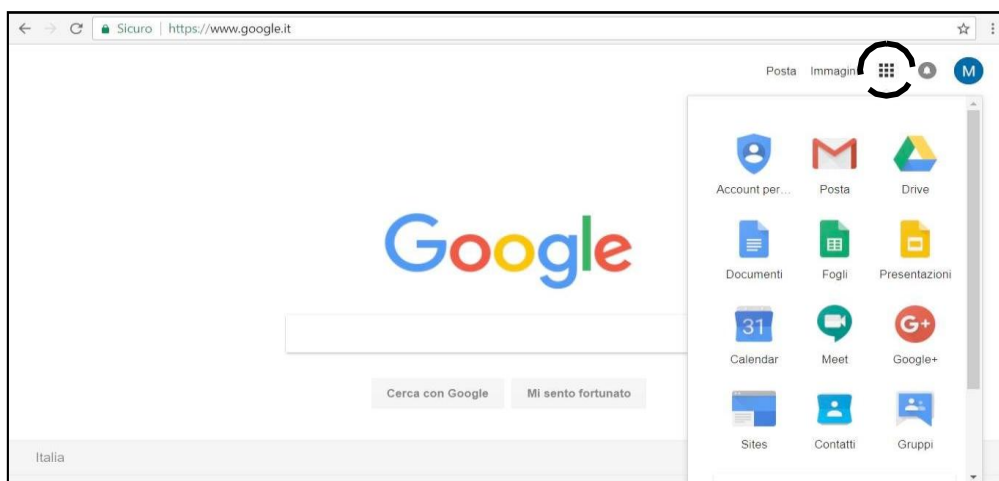 Sicuro | https://www.google.it
Posta Immagini M
Account per... Posta Drive
Google
Documenti Fogli Presentazioni
31 G+
Calendar Meet Google+
Cerca con Google Mi sento fortunato
Sites Contatti Gruppi
Italia